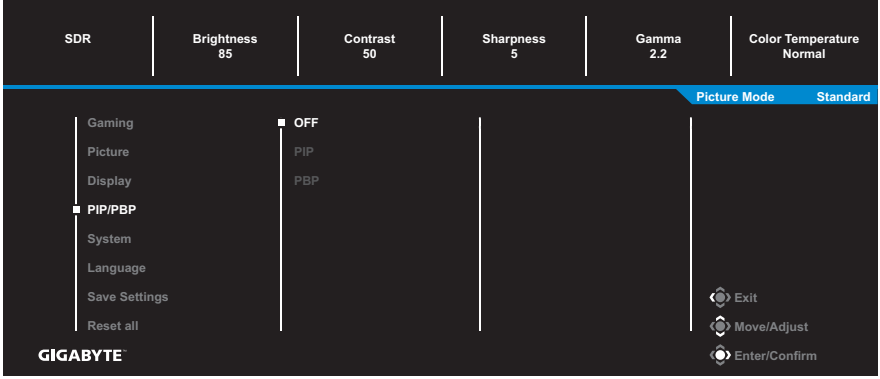 SDR
Brightness
85
Contrast
50
Sharpness
5
Gamma
2.2
Color Temperature
Normal
Picture Mode Standard
Gaming
Picture
Display
PIP/PBP
System
Language
Save Settings
Reset all
OFF
PIP
PBP
Exit
Move/Adjust
Enter/Confirm
GIGABYTE™